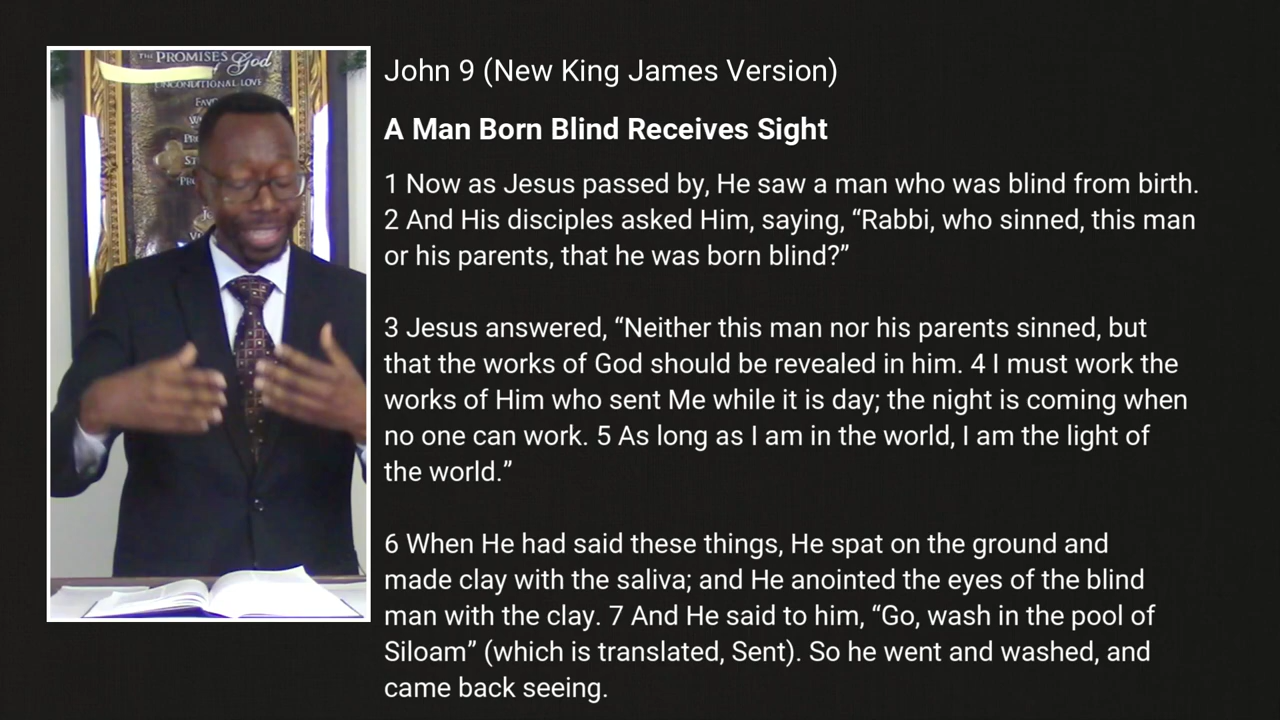 THE PROMISES
of God
UNCONDITIONAL LOVE
John 9 (New King James Version)
A Man Born Blind Receives Sight
1 Now as Jesus passed by, He saw a man who was blind from birth.
2 And His disciples asked Him, saying, “Rabbi, who sinned, this man
or his parents, that he was born blind?”
3 Jesus answered, “Neither this man nor his parents sinned, but
that the works of God should be revealed in him. 4 I must work the
works of Him who sent Me while it is day; the night is coming when
no one can work. 5 As long as I am in the world, I am the light of
the world.”
6 When He had said these things, He spat on the ground and
made clay with the saliva; and He anointed the eyes of the blind
man with the clay. 7 And He said to him, “Go, wash in the pool of
Siloam” (which is translated, Sent). So he went and washed, and
came back seeing.